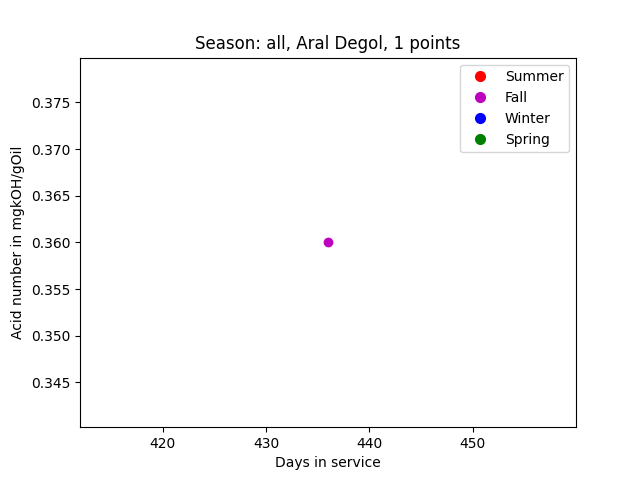 Season: all, Aral Degol, 1 points
Summer
Fall
Winter
Spring
0.375
0.370
0.365
0.360
0.355
0.350
0.345
Acid number in mgkOH/gOil
420 430 440 450
Days in service